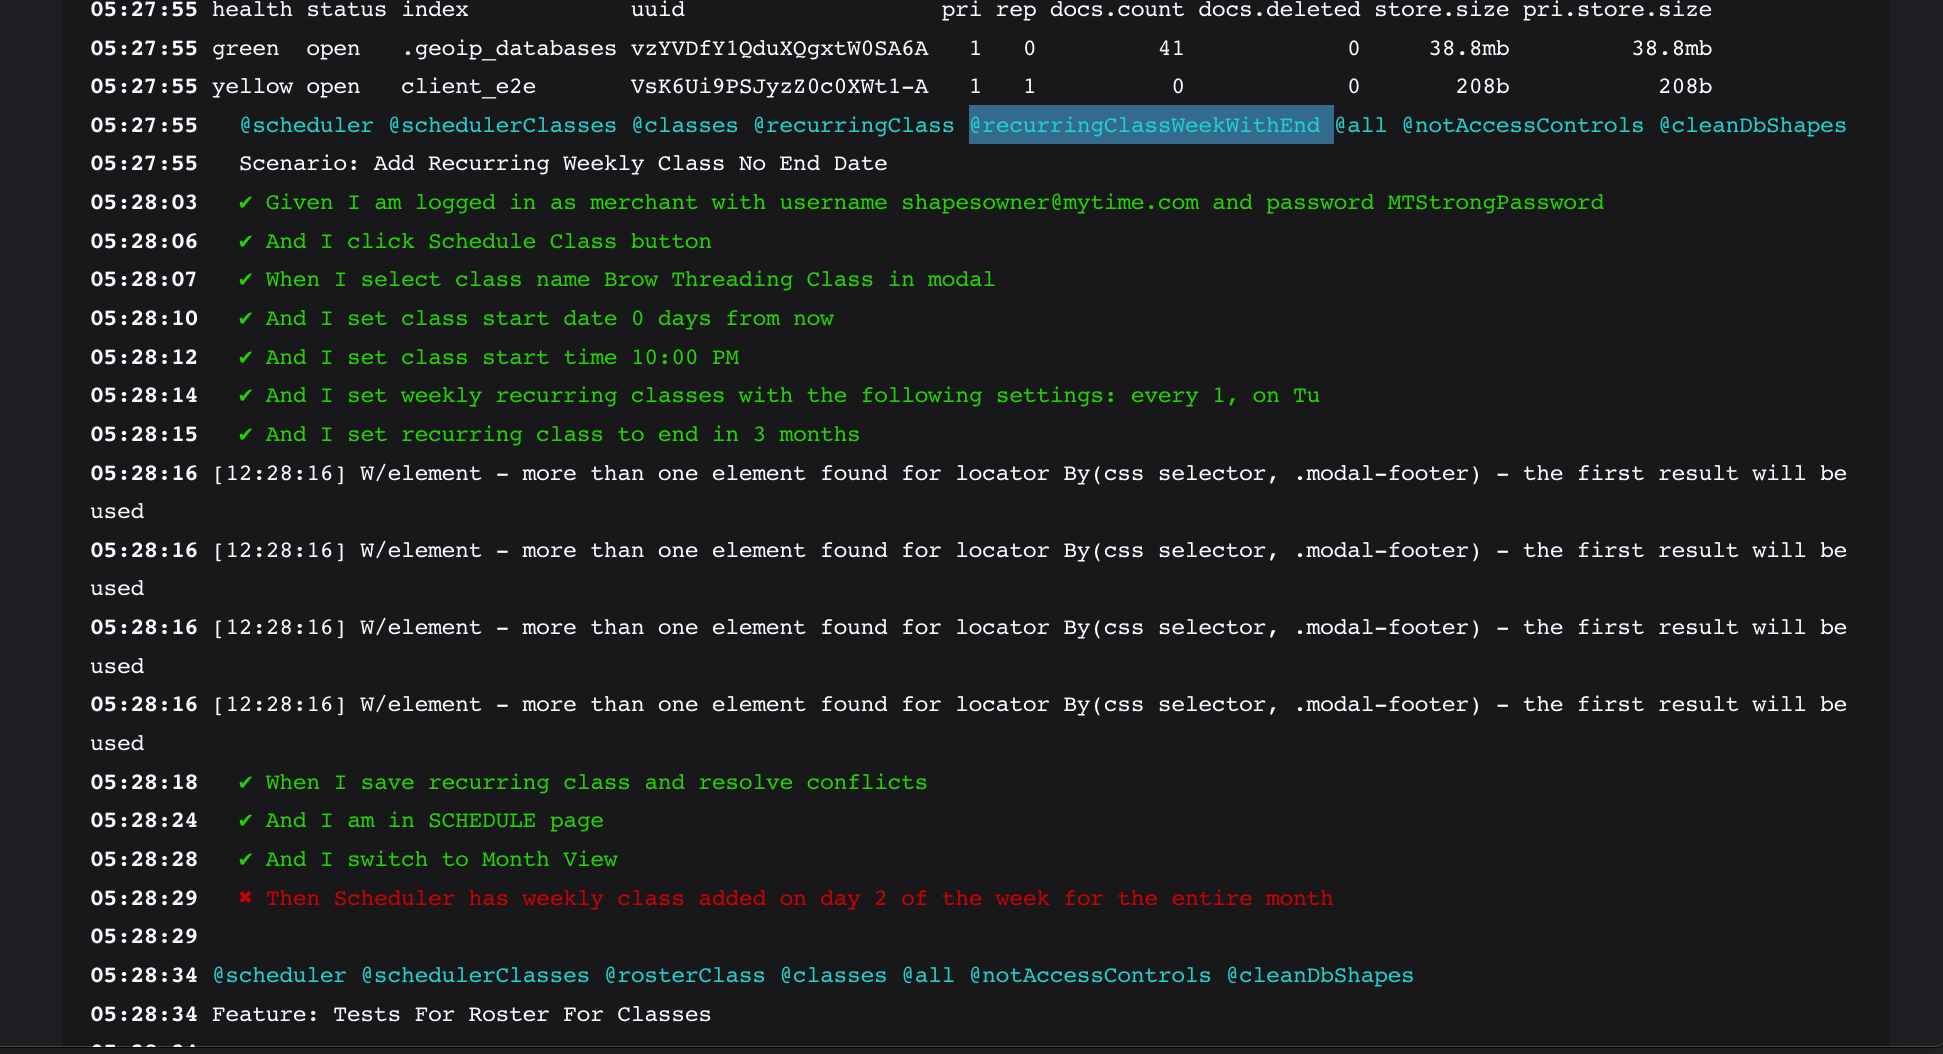 05:27:55 health status index            uuid                   pri rep docs.count docs.deleted store.size pri.store.size
05:27:55 green  open   .geoip_databases vzYVDfY1QduXQgxtW0SA6A   1   0         41            0     38.8mb         38.8mb
05:27:55 yellow open   client_e2e       VsK6Ui9PSJyzZ0c0XWt1-A   1   1          0            0       208b           208b
05:27:55   @scheduler @schedulerClasses @classes @recurringClass @recurringClassWeekWithEnd @all @notAccessControls @cleanDbShapes
05:27:55   Scenario: Add Recurring Weekly Class No End Date
05:28:03   ✔ Given I am logged in as merchant with username shapesowner@mytime.com and password MTStrongPassword
05:28:06   ✔ And I click Schedule Class button
05:28:07   ✔ When I select class name Brow Threading Class in modal
05:28:10   ✔ And I set class start date 0 days from now
05:28:12   ✔ And I set class start time 10:00 PM
05:28:14   ✔ And I set weekly recurring classes with the following settings: every 1, on Tu
05:28:15   ✔ And I set recurring class to end in 3 months
05:28:16 [12:28:16] W/element - more than one element found for locator By(css selector, .modal-footer) - the first result will be
used
05:28:16 [12:28:16] W/element - more than one element found for locator By(css selector, .modal-footer) - the first result will be
used
05:28:16 [12:28:16] W/element - more than one element found for locator By(css selector, .modal-footer) - the first result will be
used
05:28:16 [12:28:16] W/element - more than one element found for locator By(css selector, .modal-footer) - the first result will be
used
05:28:18   ✔ When I save recurring class and resolve conflicts
05:28:24   ✔ And I am in SCHEDULE page
05:28:28   ✔ And I switch to Month View
05:28:29   ✖ Then Scheduler has weekly class added on day 2 of the week for the entire month
05:28:29
05:28:34 @scheduler @schedulerClasses @rosterClass @classes @all @notAccessControls @cleanDbShapes
05:28:34 Feature: Tests For Roster For Classes